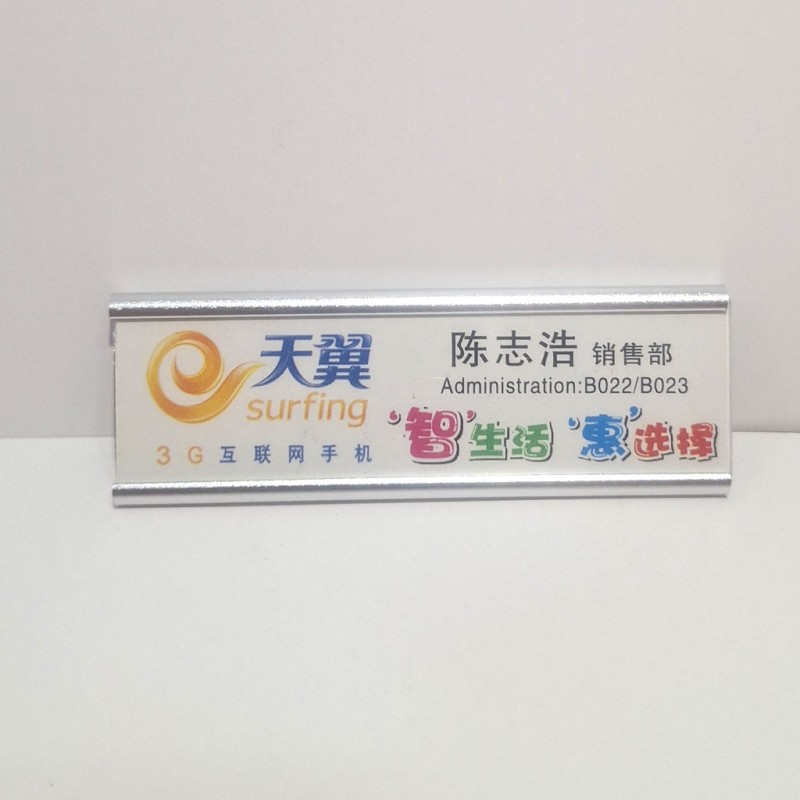 天翼
surfing
3G互联网手机
陈志浩 销售部
Administration:B022/B023
‘智’生活 ‘惠’选择